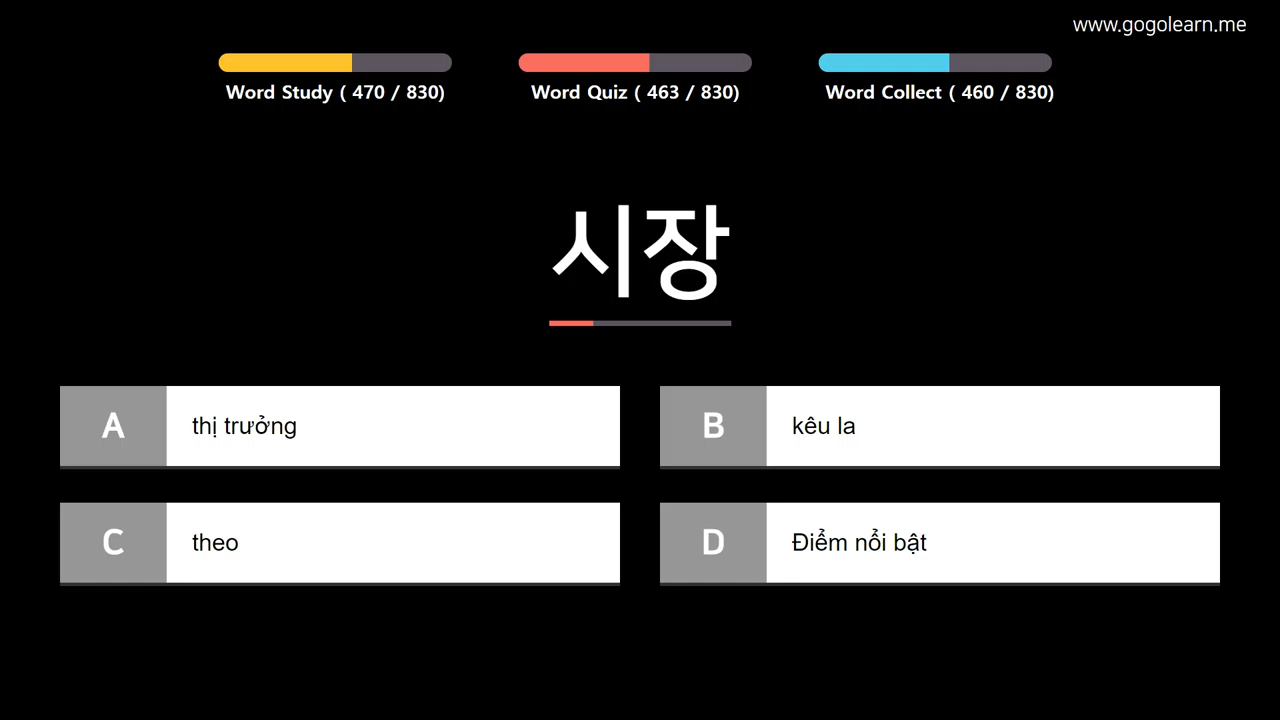 www.gogolearn.me
Word Study ( 470 / 830)
Word Quiz ( 463 / 830)
Word Collect ( 460 / 830)
시장
A
thị trưởng
B
kêu la
C
theo
D
Điểm nổi bật